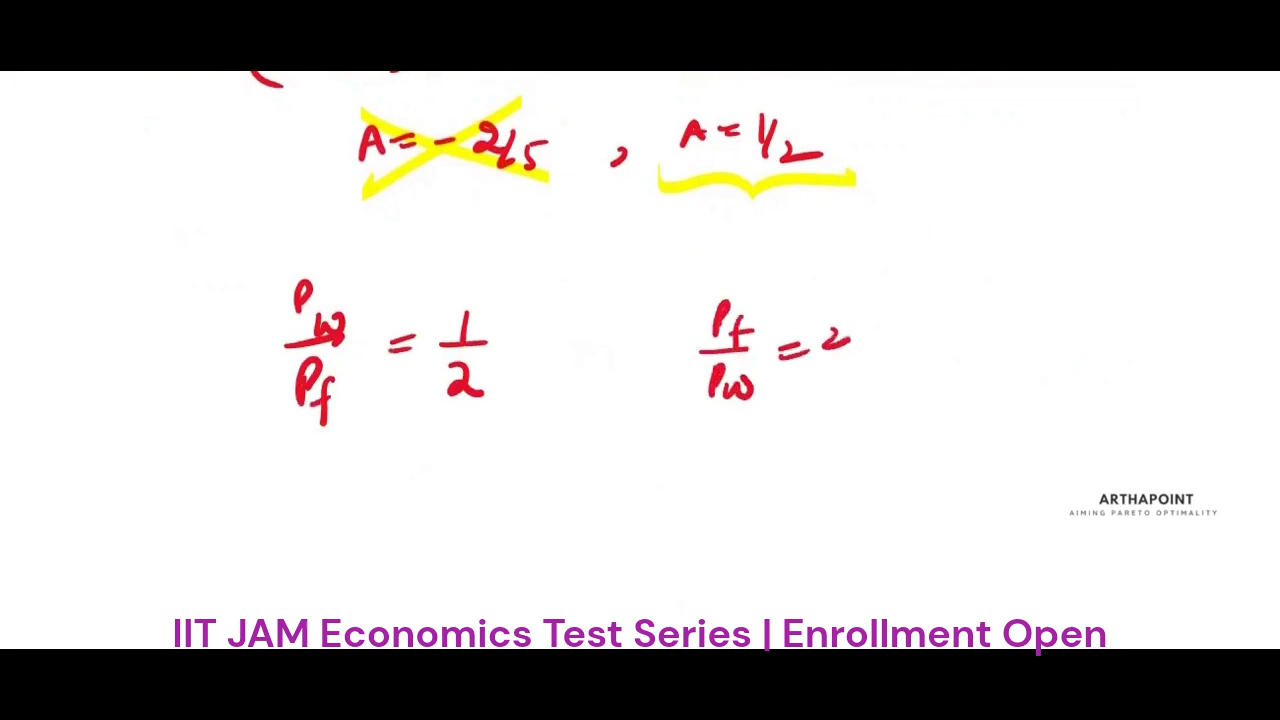 A = - 2/5 , A = 1/2
Pw/Pf = 1/2 Pf/Pw = 2
ARTHAPOINT
AIMING PARETO OPTIMALITY
IIT JAM Economics Test Series | Enrollment Open